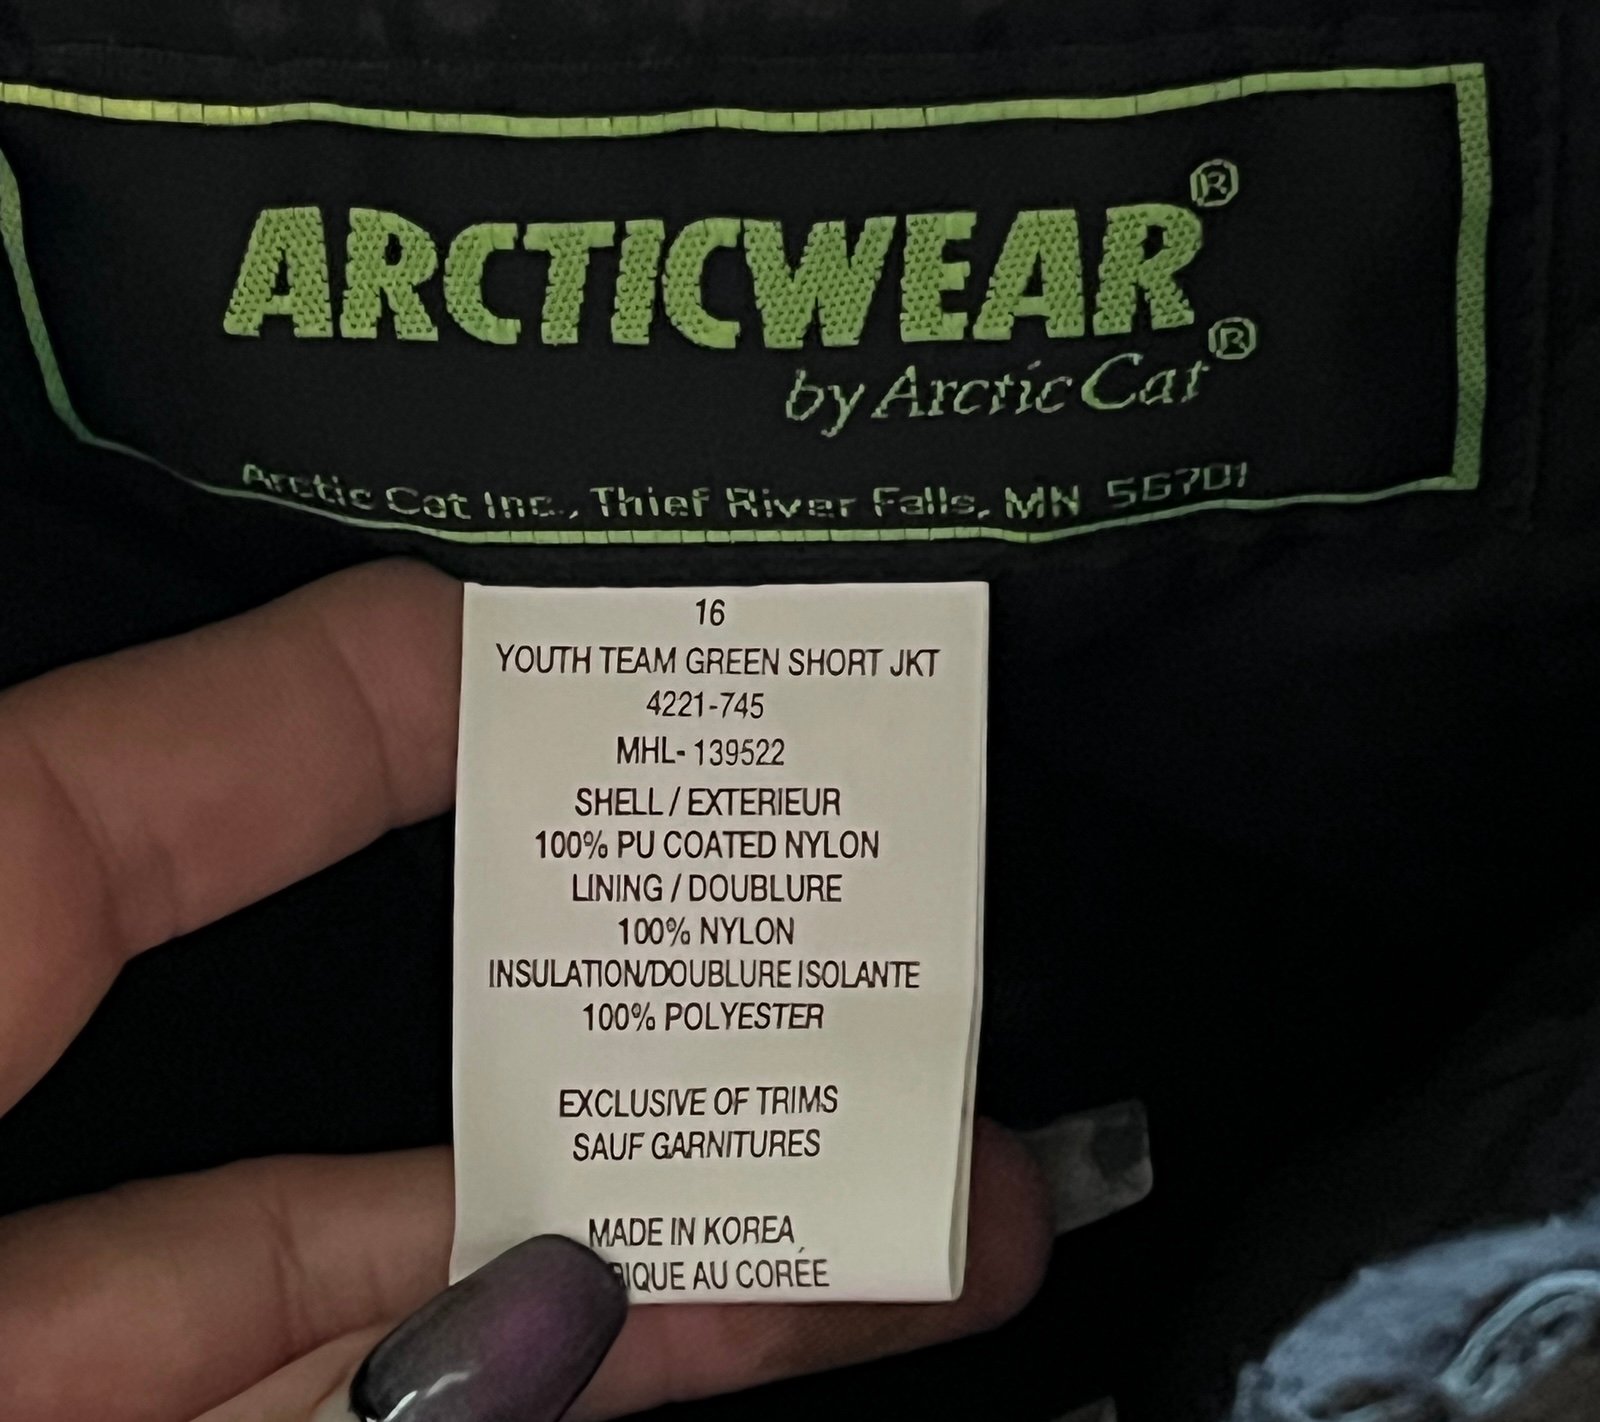 ARCTICWEAR®
by Arctic Cat®
Arctic Cat Inc., Thief River Falls, MN 56701
16
YOUTH TEAM GREEN SHORT JKT
4221-745
MHL- 139522
SHELL / EXTERIEUR
100% PU COATED NYLON
LINING / DOUBLURE
100% NYLON
INSULATION/DOUBLURE ISOLANTE
100% POLYESTER
EXCLUSIVE OF TRIMS
SAUF GARNITURES
MADE IN KOREA
AU CORÉE